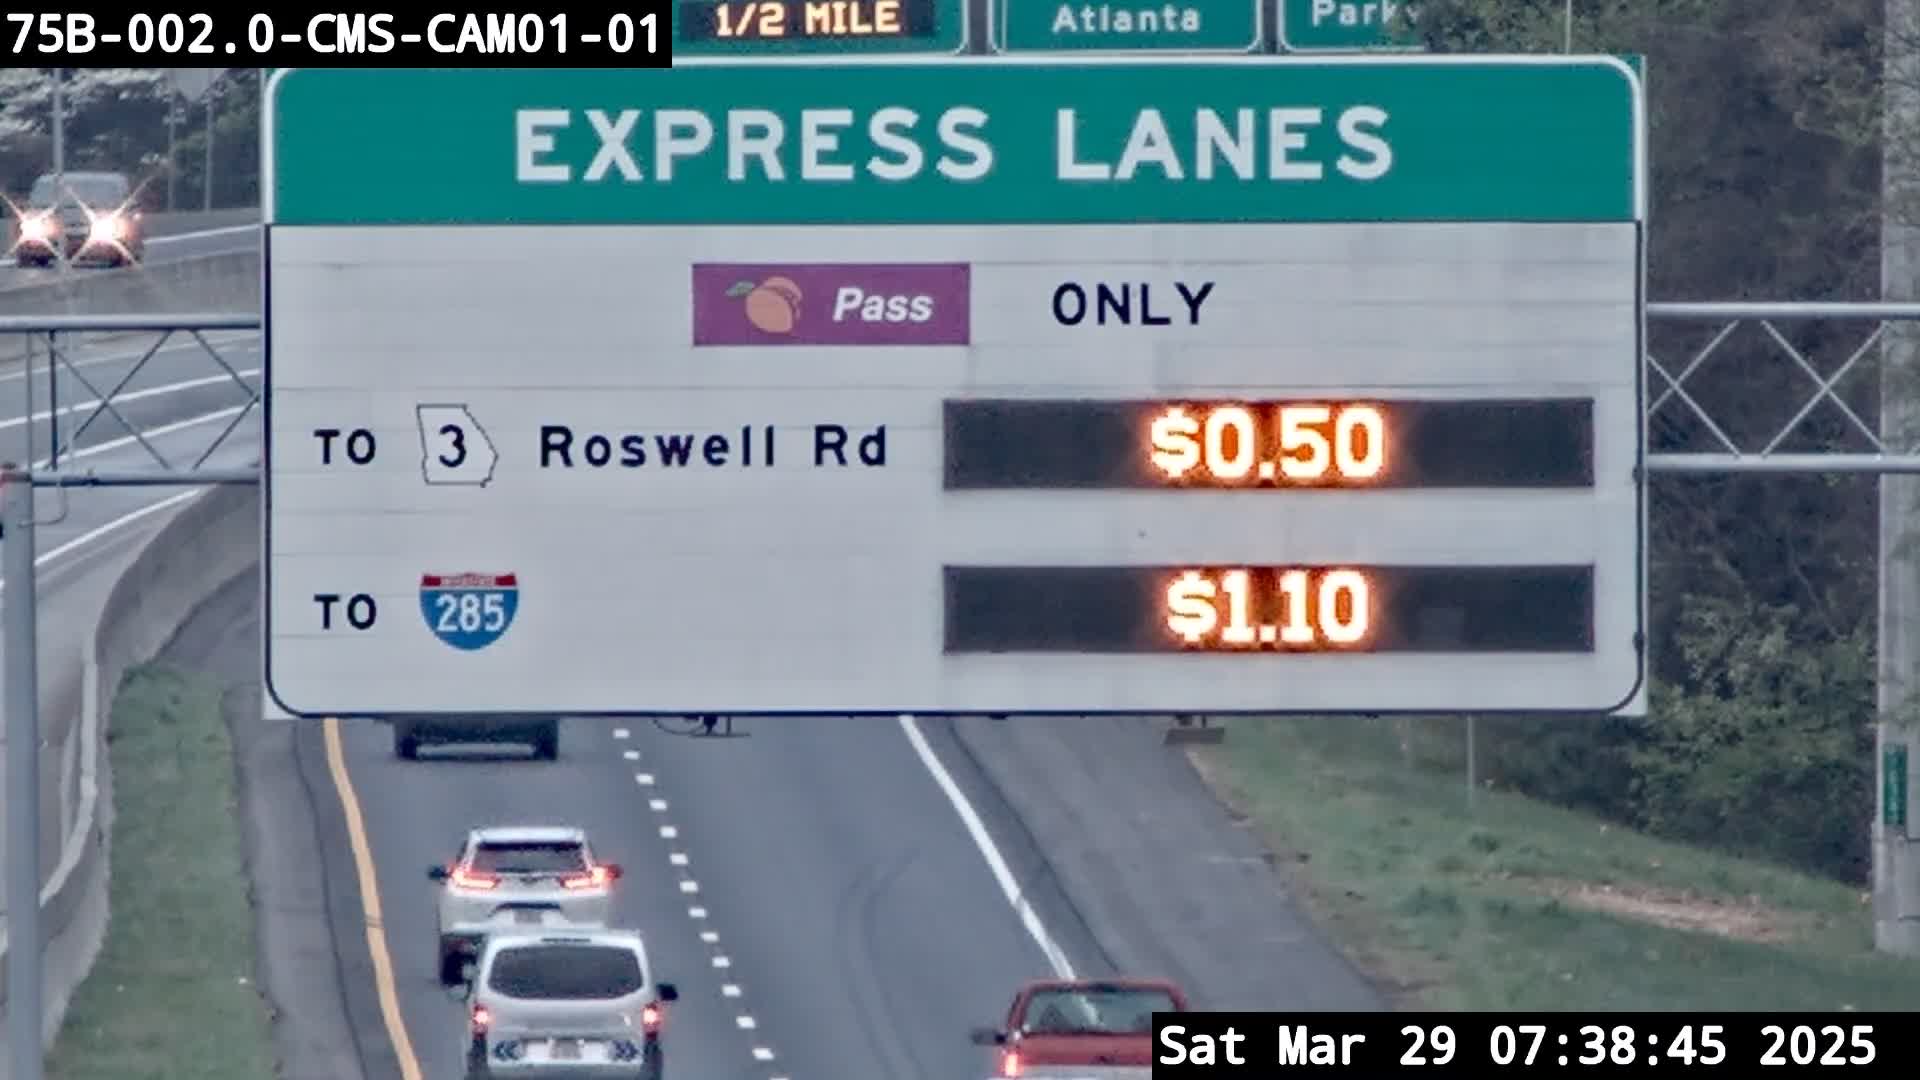 75B-002.0-CMS-CAM01-01
1/2 MILE
Atlanta
EXPRESS LANES
Pass ONLY
TO 3 Roswell Rd $0.50
TO INTERSTATE 285 $1.10
Sat Mar 29 07:38:45 2025